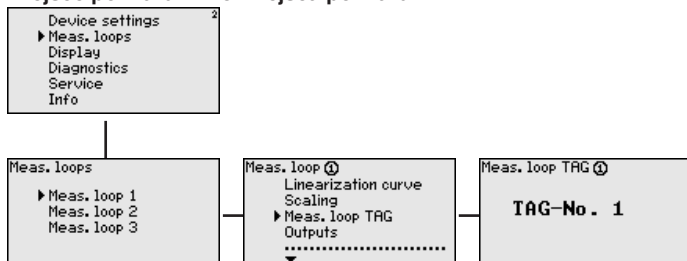 Device settings 2
▶Meas. loops
Display
Diagnostics
Service
Info
Meas. loops
▶Meas. loop 1
Meas. loop 2
Meas. loop 3
Meas. loop ①
Linearization curve
Scaling
▶Meas. loop TAG
Outputs
Meas. loop TAG ①
TAG-No. 1